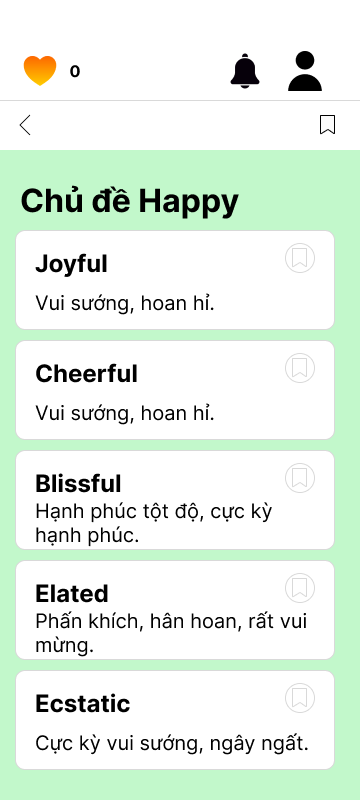 0
Chủ đề Happy
Joyful
Vui sướng, hoan hỉ.
Cheerful
Vui sướng, hoan hỉ.
Blissful
Hạnh phúc tột độ, cực kỳ
hạnh phúc.
Elated
Phấn khích, hân hoan, rất vui
mừng.
Ecstatic
Cực kỳ vui sướng, ngây ngất.